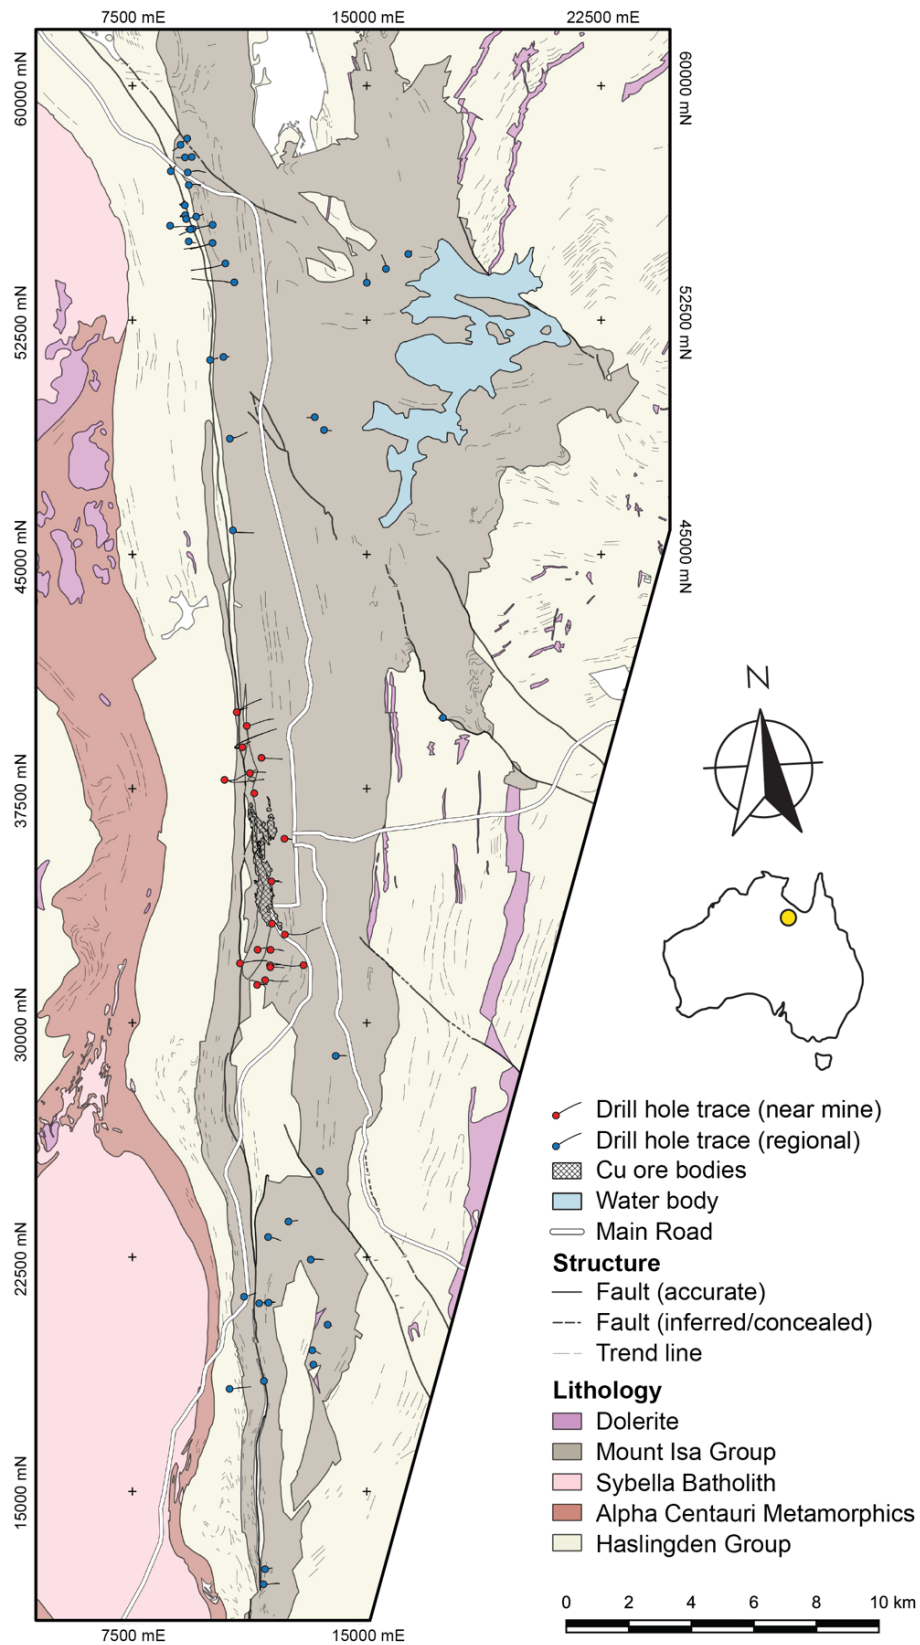 7500 mE
15000 mE
22500 mE
60000 mN
60000 mN
52500 mN
52500 mN
45000 mN
45000 mN
37500 mN
30000 mN
22500 mN
15000 mN
N
Drill hole trace (near mine)
Drill hole trace (regional)
Cu ore bodies
Water body
Main Road
Structure
Fault (accurate)
Fault (inferred/concealed)
Trend line
Lithology
Dolerite
Mount Isa Group
Sybella Batholith
Alpha Centauri Metamorphics
Haslingden Group
0 2 4 6 8 10 km
7500 mE
15000 mE